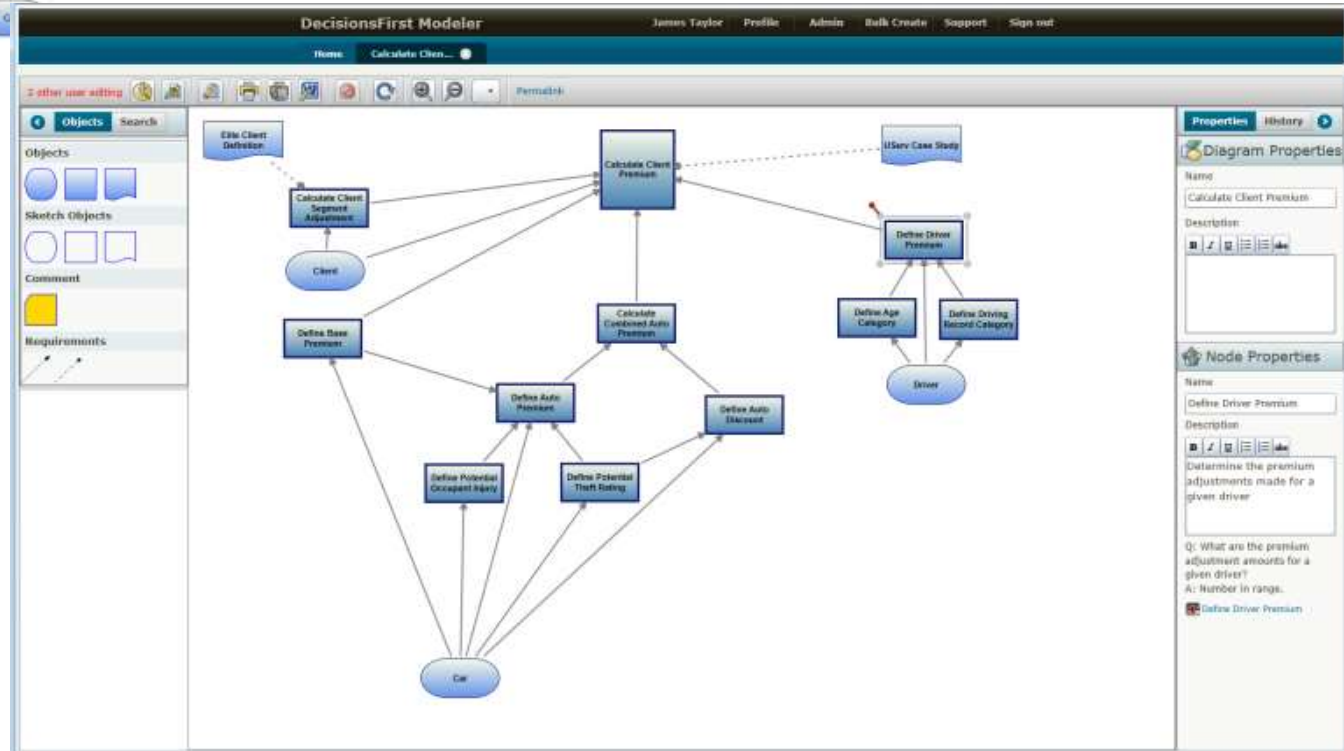 DecisionsFirst Modeler
James Taylor Profile Admin Bulk Create Support Sign out
Home Calculate Clien...
2 other user editing
Permalink
Objects Search
Objects
Sketch Objects
Comment
Requirements
Elite Client
Definition
Calculate Client
Premium
UServ Case Study
Calculate Client
Segment
Adjustment
Client
Define Driver
Premium
Define Base
Premium
Calculate
Combined Auto
Premium
Define Age
Category
Define Driving
Record Category
Driver
Define Auto
Premium
Define Auto
Discount
Define Potential
Occupant Injury
Define Potential
Theft Rating
Car
Properties History
Diagram Properties
Name
Calculate Client Premium
Description
B I U abc
Node Properties
Name
Define Driver Premium
Description
B I U abc
Determine the premium
adjustments made for a
given driver
Q: What are the premium
adjustment amounts for a
given driver?
A: Number in range.
Define Driver Premium